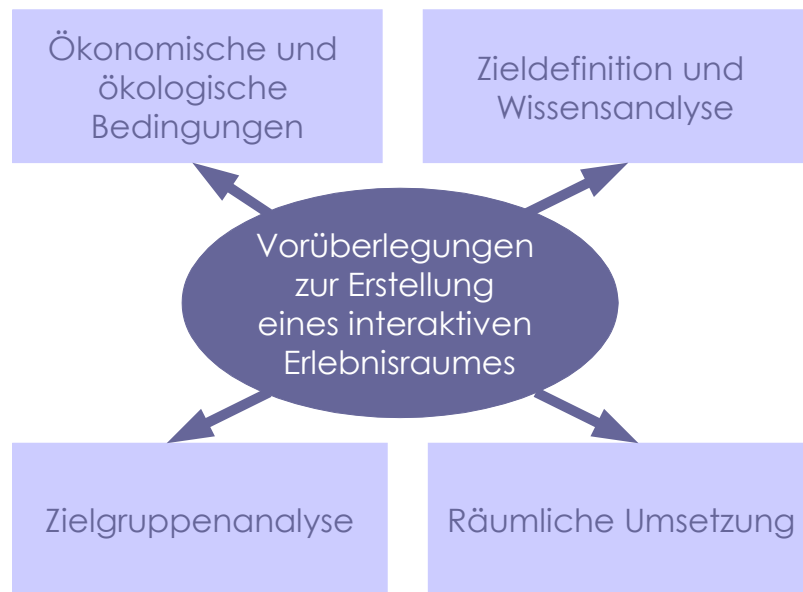 Ökonomische und
ökologische
Bedingungen
Zieldefinition und
Wissensanalyse
Vorüberlegungen
zur Erstellung
eines interaktiven
Erlebnisraumes
Zielgruppenanalyse
Räumliche Umsetzung